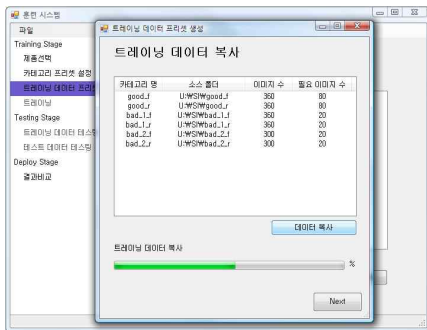 훈련 시스템
파일
Training Stage
제품선택
카테고리 프리셋 설정
트레이닝 데이터 프리
트레이닝
Testing Stage
트레이닝 데이터 테스팅
테스트 데이터 테스팅
Deploy Stage
결과비교
트레이닝 데이터 프리셋 생성
트레이닝 데이터 복사
카테고리 명 소스 폴더 이미지 수 필요 이미지 수
good_f U:₩SI₩good_f 360 80
good_r U:₩SI₩good_r 360 80
bad_1_f U:₩SI₩bad_1_f 360 20
bad_1_r U:₩SI₩bad_1_r 360 20
bad_2_f U:₩SI₩bad_2_f 300 20
bad_2_r U:₩SI₩bad_2_r 300 20
데이터 복사
트레이닝 데이터 복사
%
Next